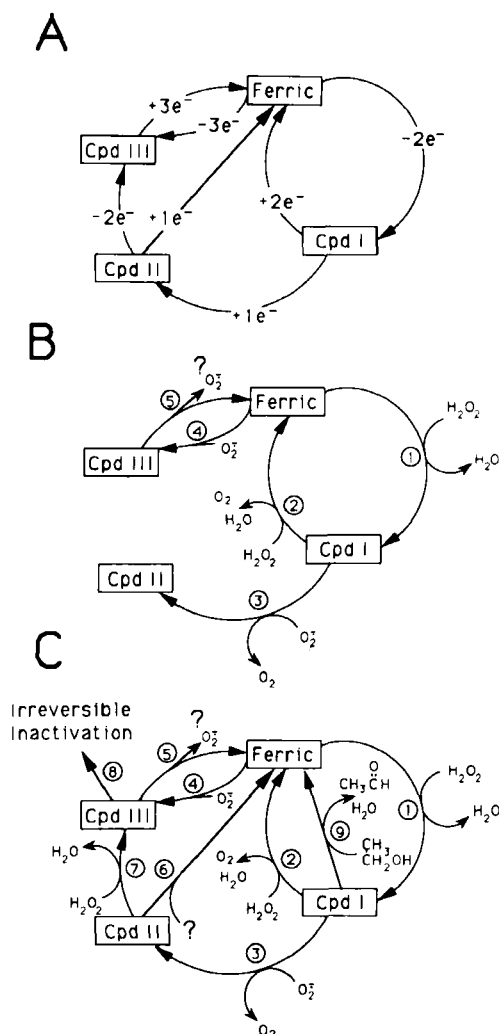 A
Ferric
+3e⁻
-3e⁻
Cpd III
-2e⁻
-2e⁻
+1e⁻
+2e⁻
Cpd II
Cpd I
+1e⁻
B
?
⑤
O₂⁻
Ferric
④
O₂⁻
Cpd III
H₂O₂
①
H₂O
O₂
②
H₂O
H₂O₂
Cpd I
Cpd II
③
O₂⁻
O₂
C
Irreversible
Inactivation
?
⑤
O₂⁻
Ferric
⑧
④
O₂⁻
Cpd III
CH₃CH
O
H₂O
H₂O₂
①
H₂O
⑨
CH₃
CH₂OH
H₂O
⑦
⑥
H₂O₂
O₂
②
H₂O
H₂O₂
Cpd I
Cpd II
?
③
O₂⁻
O₂